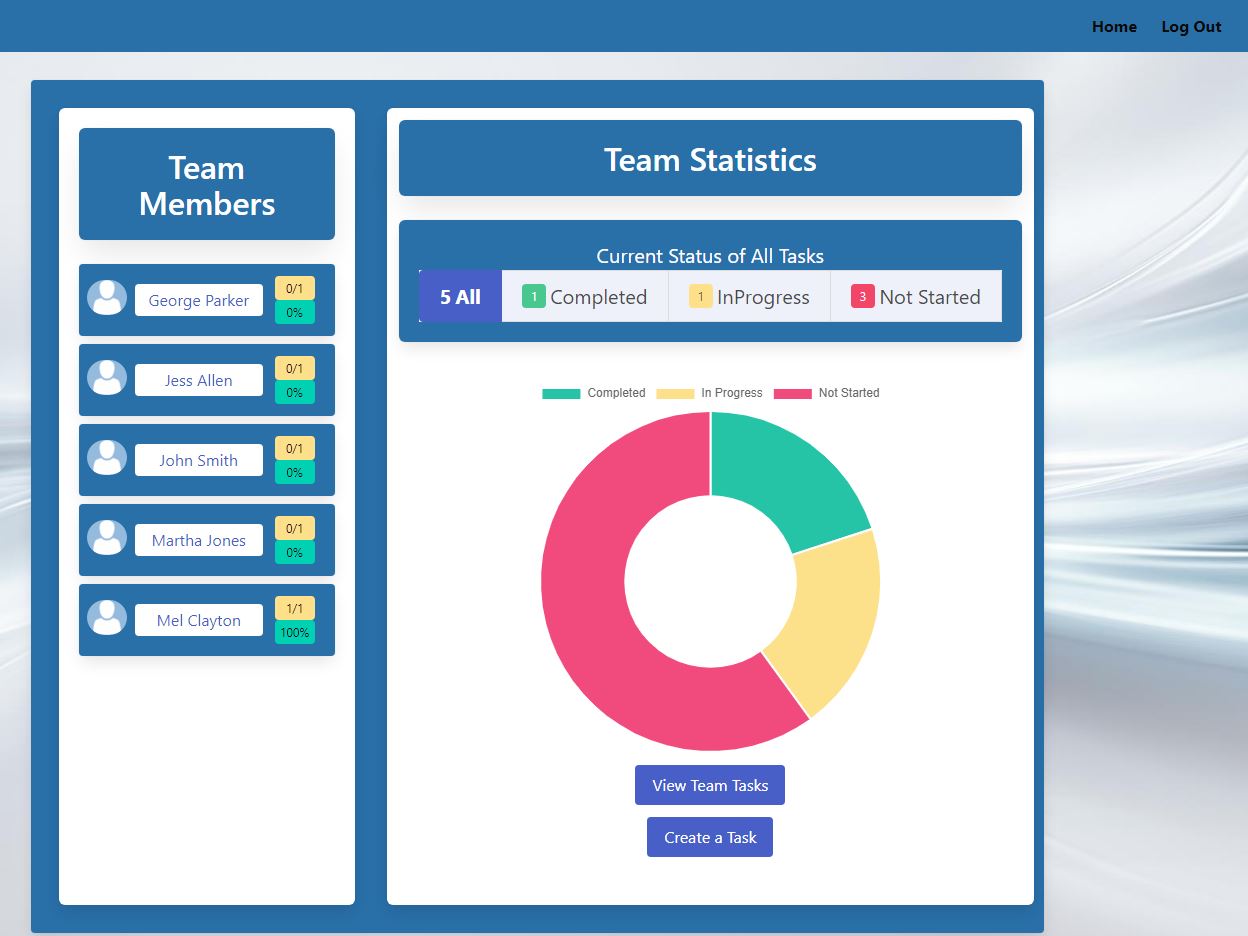 Home Log Out
Team
Members
George Parker 0/1
0%
Jess Allen 0/1
0%
John Smith 0/1
0%
Martha Jones 0/1
0%
Mel Clayton 1/1
100%
Team Statistics
Current Status of All Tasks
5 All 1 Completed 1 InProgress 3 Not Started
Completed In Progress Not Started
View Team Tasks
Create a Task